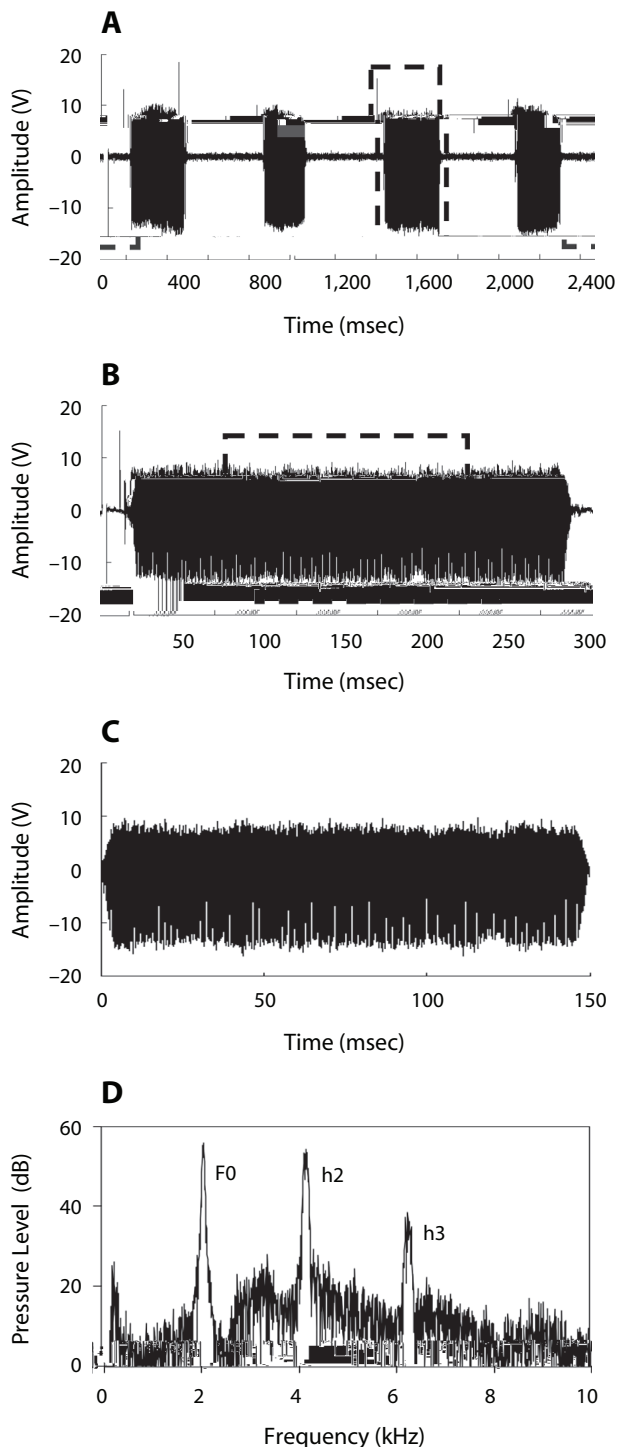 A
Amplitude (V)
20
10
0
−10
−20
0 400 800 1,200 1,600 2,000 2,400
Time (msec)
B
Amplitude (V)
20
10
0
−10
−20
50 100 150 200 250 300
Time (msec)
C
Amplitude (V)
20
10
0
−10
−20
0 50 100 150
Time (msec)
D
Pressure Level (dB)
60
40
20
0
F0
h2
h3
0 2 4 6 8 10
Frequency (kHz)